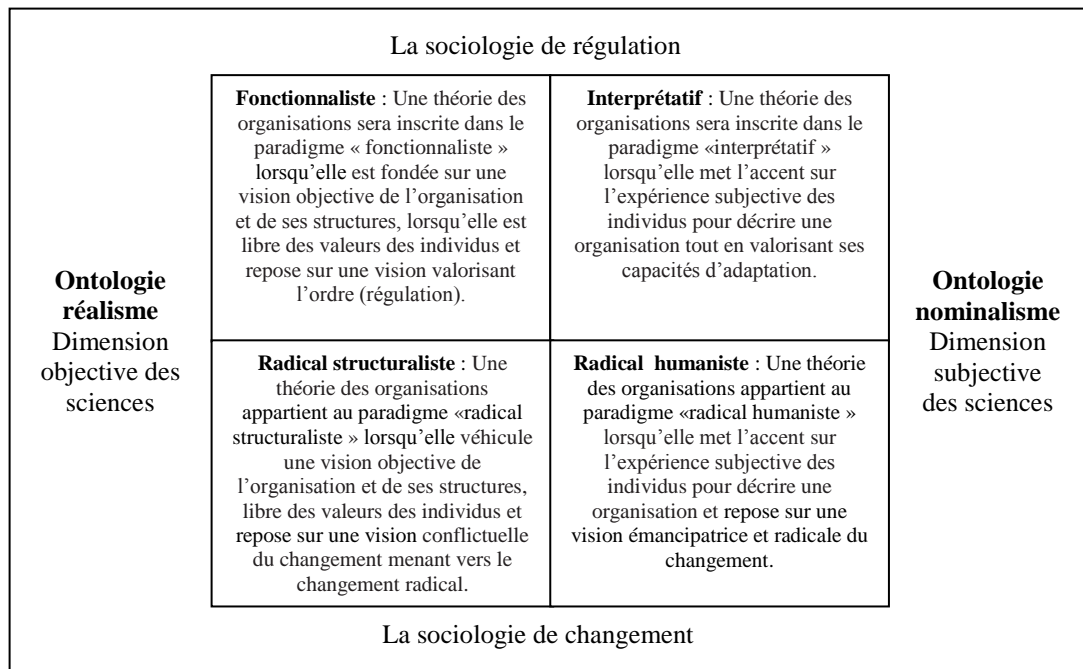 La sociologie de régulation
Fonctionnaliste : Une théorie des
organisations sera inscrite dans le
paradigme « fonctionnaliste »
lorsqu'elle est fondée sur une
vision objective de l'organisation
et de ses structures, lorsqu'elle est
libre des valeurs des individus et
repose sur une vision valorisant
l'ordre (régulation).
Interprétatif : Une théorie des
organisations sera inscrite dans le
paradigme «interprétatif »
lorsqu'elle met l'accent sur
l'expérience subjective des
individus pour décrire une
organisation tout en valorisant ses
capacités d'adaptation.
Ontologie
réalisme
Dimension
objective des
sciences
Ontologie
nominalisme
Dimension
subjective
des sciences
Radical structuraliste : Une
théorie des organisations
appartient au paradigme «radical
structuraliste » lorsqu'elle véhicule
une vision objective de
l'organisation et de ses structures,
libre des valeurs des individus et
repose sur une vision conflictuelle
du changement menant vers le
changement radical.
Radical humaniste : Une théorie
des organisations appartient au
paradigme «radical humaniste »
lorsqu'elle met l'accent sur
l'expérience subjective des
individus pour décrire une
organisation et repose sur une
vision émancipatrice et radicale du
changement.
La sociologie de changement